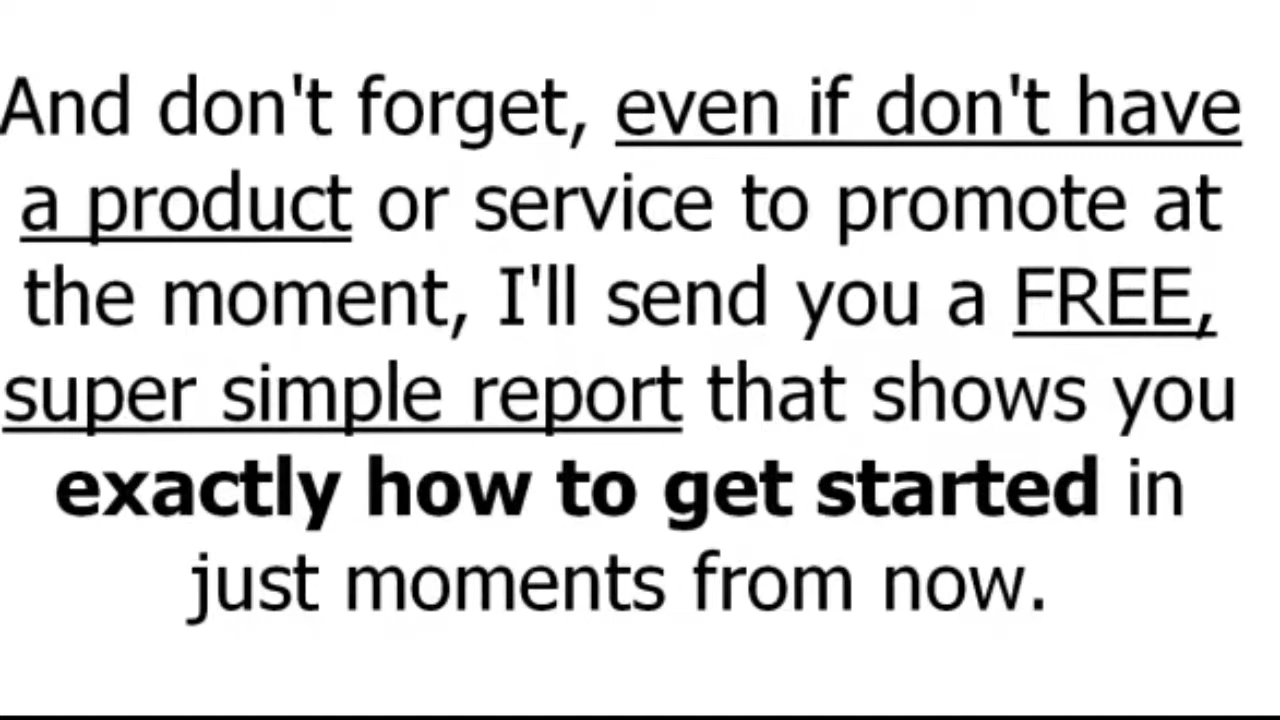 And don't forget, even if don't have
a product or service to promote at
the moment, I'll send you a FREE,
super simple report that shows you
exactly how to get started in
just moments from now.